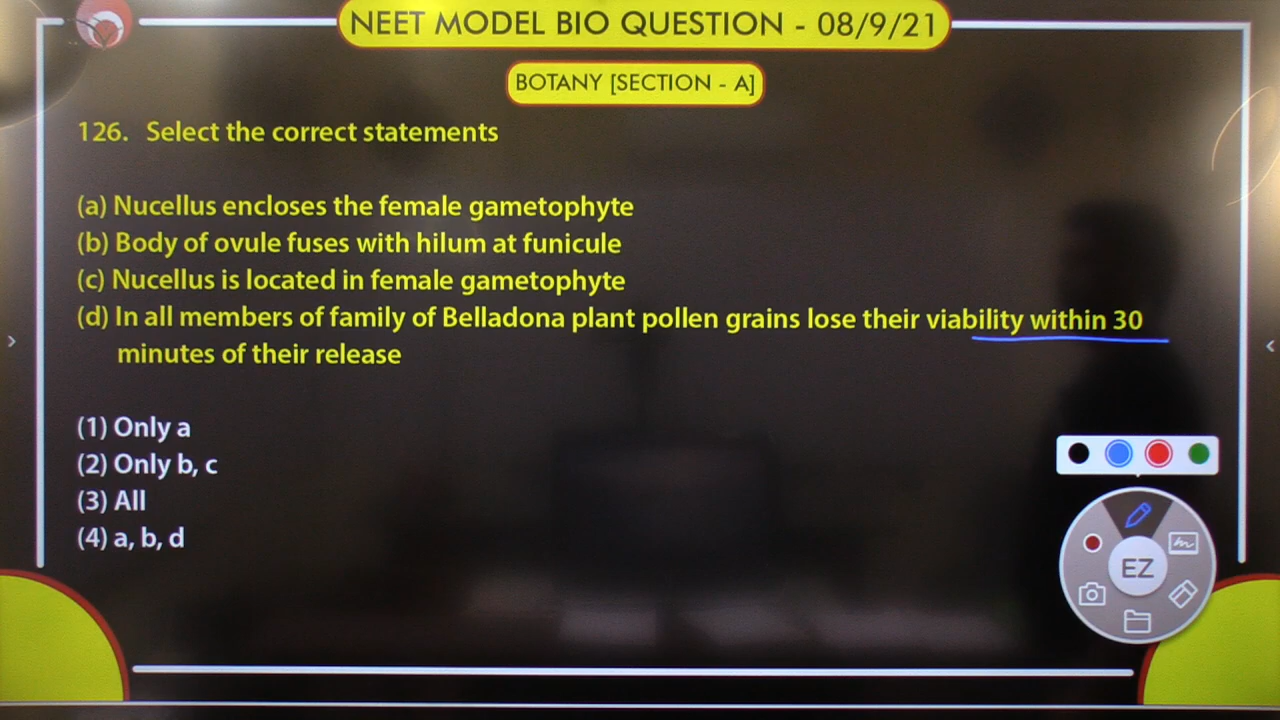 NEET MODEL BIO QUESTION - 08/9/21
BOTANY [SECTION - A]
126. Select the correct statements
(a) Nucellus encloses the female gametophyte
(b) Body of ovule fuses with hilum at funicule
(c) Nucellus is located in female gametophyte
(d) In all members of family of Belladona plant pollen grains lose their viability within 30
minutes of their release
(1) Only a
(2) Only b, c
(3) All
(4) a, b, d
EZ